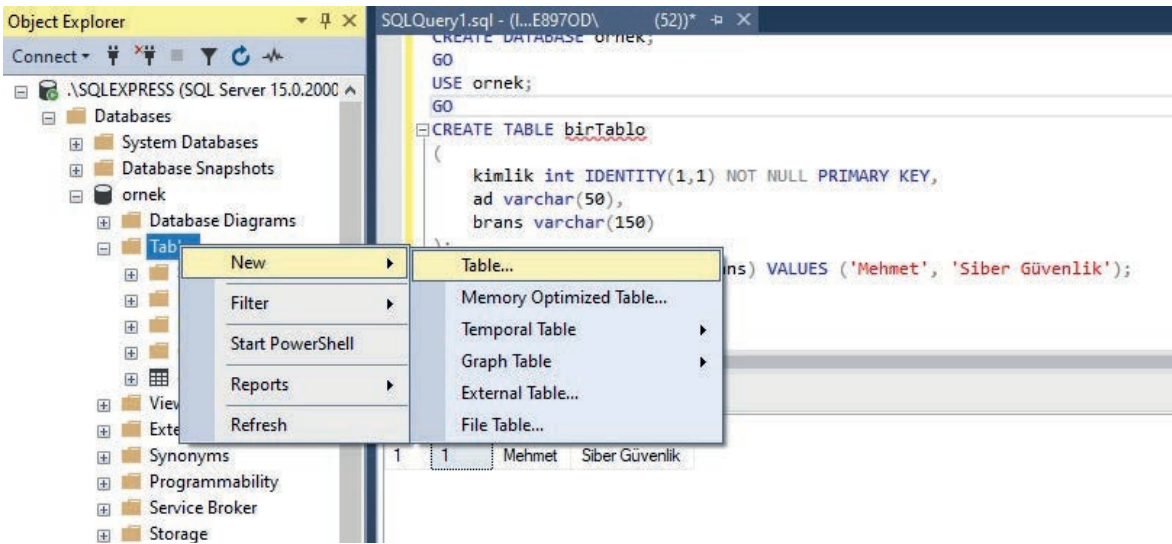 Object Explorer
Connect
.\SQLEXPRESS (SQL Server 15.0.2000
Databases
System Databases
Database Snapshots
ornek
Database Diagrams
Synonyms
Programmability
Service Broker
Storage
New
Filter
Start PowerShell
Reports
Refresh
Table...
Memory Optimized Table...
Temporal Table
Graph Table
External Table...
File Table...
SQLQuery1.sql - (l...E897OD\ (52))*
CREATE DATABASE ornek;
GO
USE ornek;
GO
CREATE TABLE birTablo
(
kimlik int IDENTITY(1,1) NOT NULL PRIMARY KEY,
ad varchar(50),
brans varchar(150)
);
VALUES ('Mehmet', 'Siber Güvenlik');
1 1 Mehmet Siber Güvenlik